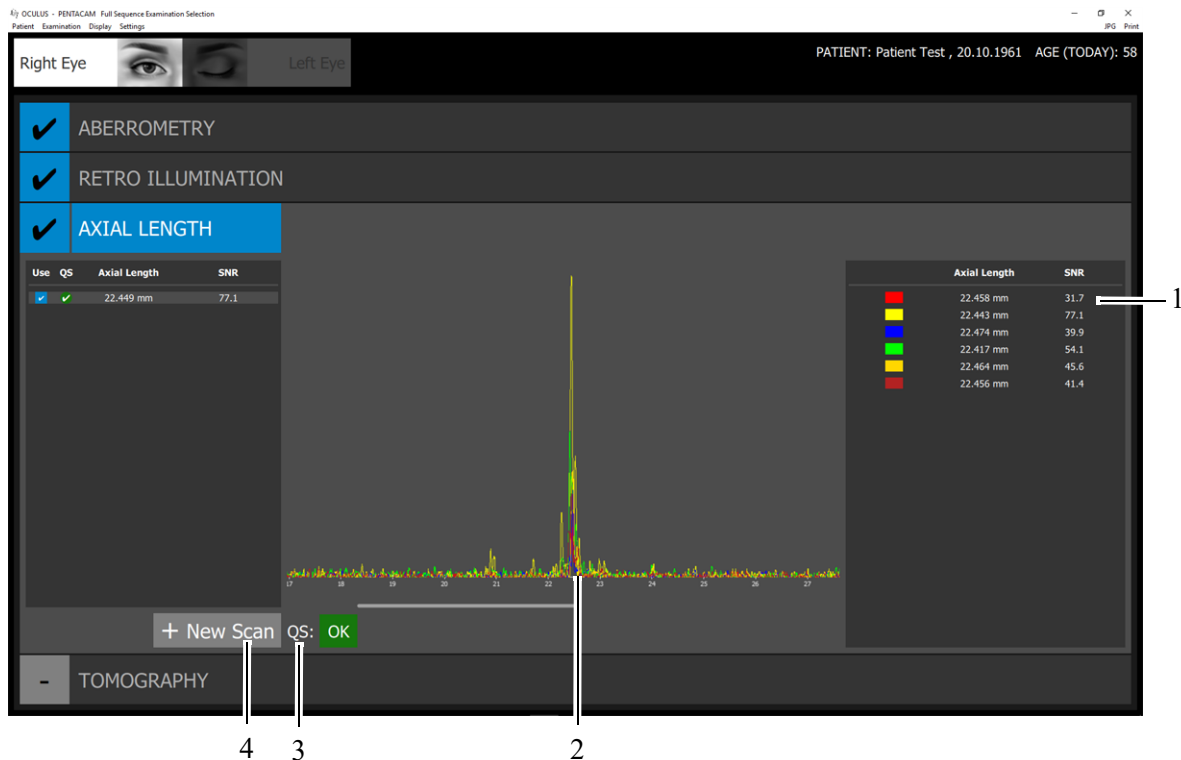 OCULUS - PENTACAM Full Sequence Examination Selection
Patient Examination Display Settings
JPG Print
Right Eye
Left Eye
PATIENT: Patient Test , 20.10.1961 AGE (TODAY): 58
ABERROMETRY
RETRO ILLUMINATION
AXIAL LENGTH
Use QS Axial Length SNR
22.449 mm 77.1
Axial Length SNR
22.458 mm 31.7
22.443 mm 77.1
22.474 mm 39.9
22.417 mm 54.1
22.464 mm 45.6
22.456 mm 41.4
1
17 18 19 20 21 22 23 24 25 26 27
+ New Scan QS: OK
- TOMOGRAPHY
4 3 2